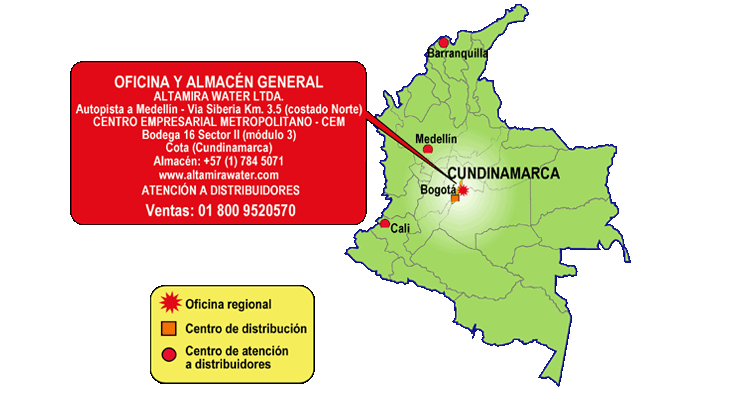 OFICINA Y ALMACÉN GENERAL
ALTAMIRA WATER LTDA.
Autopista a Medellín - Via Siberia Km. 3.5 (costado Norte)
CENTRO EMPRESARIAL METROPOLITANO - CEM
Bodega 16 Sector II (módulo 3)
Cota (Cundinamarca)
Almacén: +57 (1) 784 5071
www.altamirawater.com
ATENCIÓN A DISTRIBUIDORES
Ventas: 01 800 9520570
Barranquilla
Medellín
CUNDINAMARCA
Bogotá
Cali
Oficina regional
Centro de distribución
Centro de atención
a distribuidores